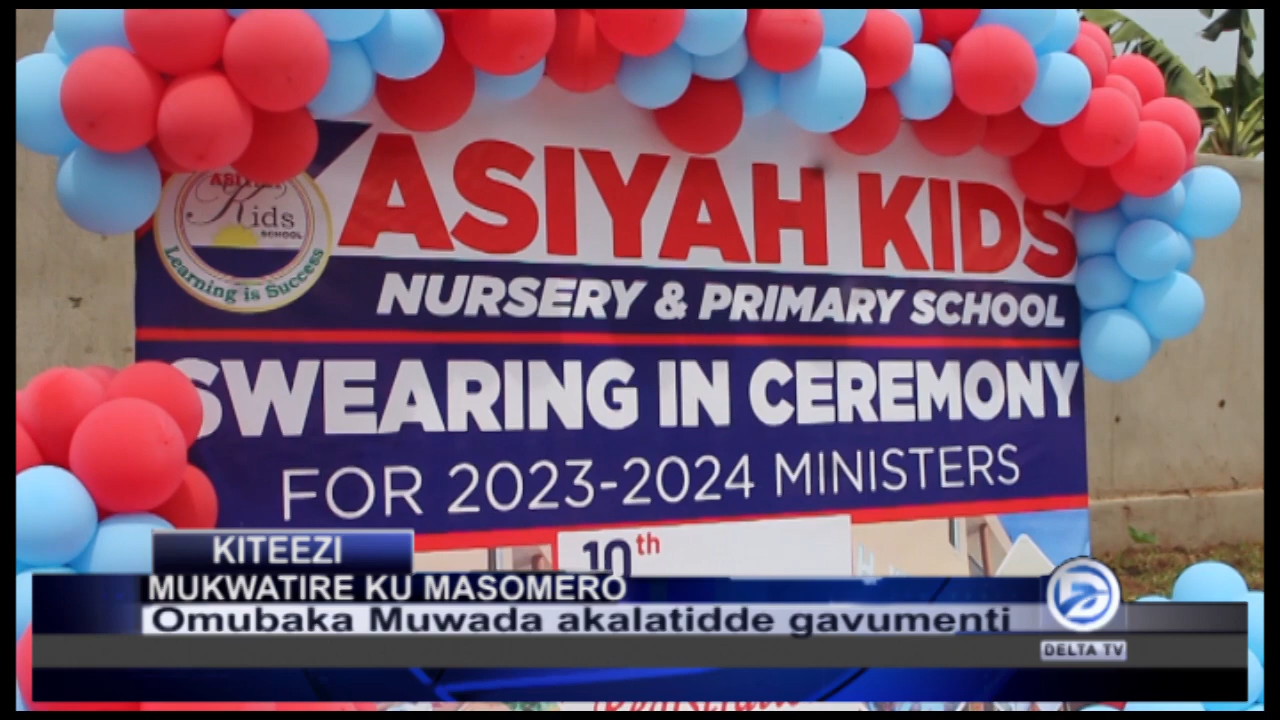 ASIYAH KIDS
Kids
SCHOOL
Learning is Success
NURSERY & PRIMARY SCHOOL
SWEARING IN CEREMONY
FOR 2023-2024 MINISTERS
10th
KITEEZI
MUKWATIRE KU MASOMERO
Omubaka Muwada akalatidde gavumenti
DELTA TV